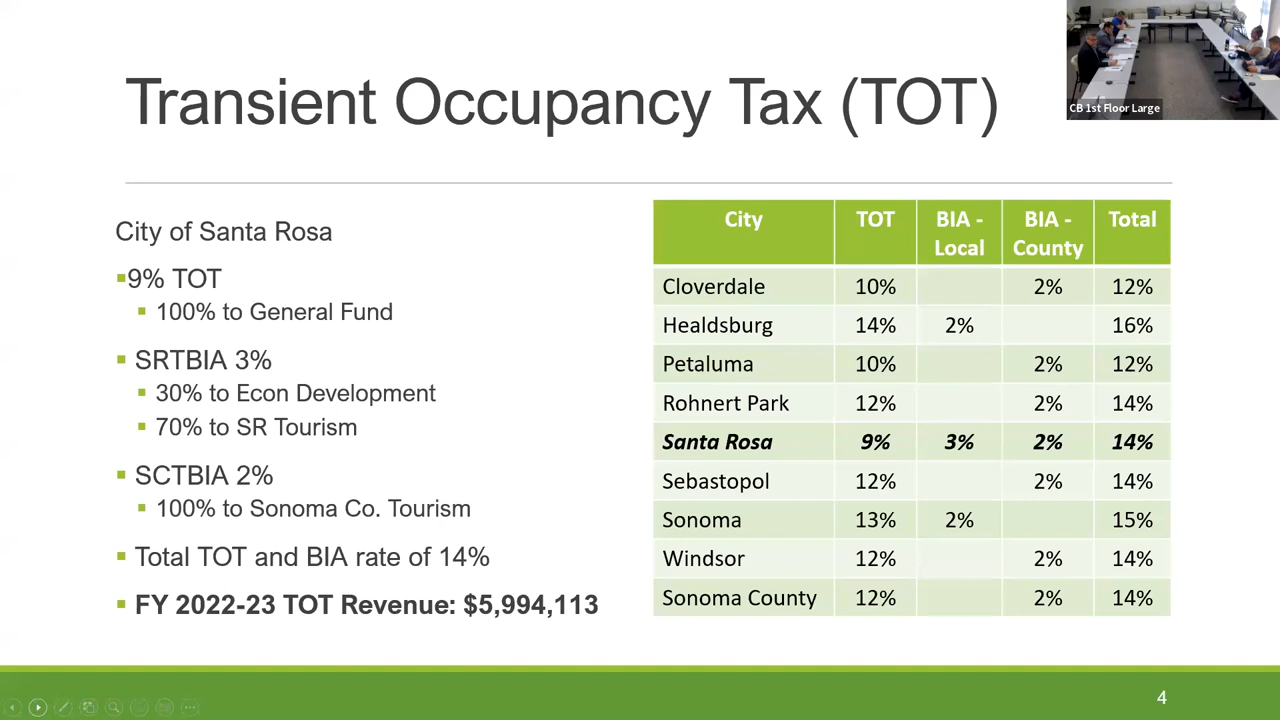 Transient Occupancy Tax (TOT)
CB 1st Floor Large
City of Santa Rosa
9% TOT
100% to General Fund
SRTBIA 3%
30% to Econ Development
70% to SR Tourism
SCTBIA 2%
100% to Sonoma Co. Tourism
Total TOT and BIA rate of 14%
FY 2022-23 TOT Revenue: $5,994,113
City TOT BIA - Local BIA - County Total
Cloverdale 10% 2% 12%
Healdsburg 14% 2% 16%
Petaluma 10% 2% 12%
Rohnert Park 12% 2% 14%
Santa Rosa 9% 3% 2% 14%
Sebastopol 12% 2% 14%
Sonoma 13% 2% 15%
Windsor 12% 2% 14%
Sonoma County 12% 2% 14%
4